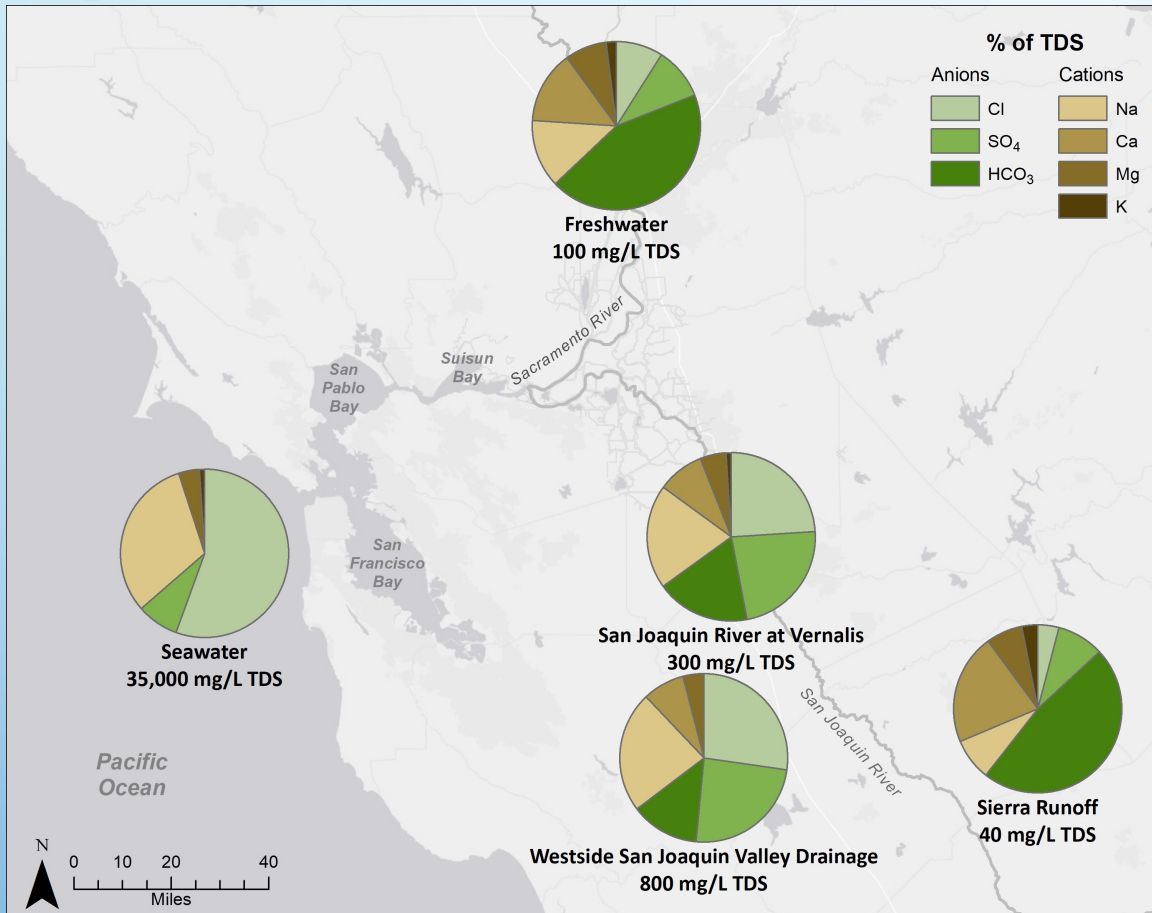 % of TDS
Anions
Cations
Cl
SO₄
HCO₃
Na
Ca
Mg
K
Freshwater
100 mg/L TDS
Sacramento River
Suisun
Bay
San
Pablo
Bay
San
Francisco
Bay
Seawater
35,000 mg/L TDS
San Joaquin River at Vernalis
300 mg/L TDS
San Joaquin River
Sierra Runoff
40 mg/L TDS
Westside San Joaquin Valley Drainage
800 mg/L TDS
Pacific
Ocean
N
0 10 20 40
Miles